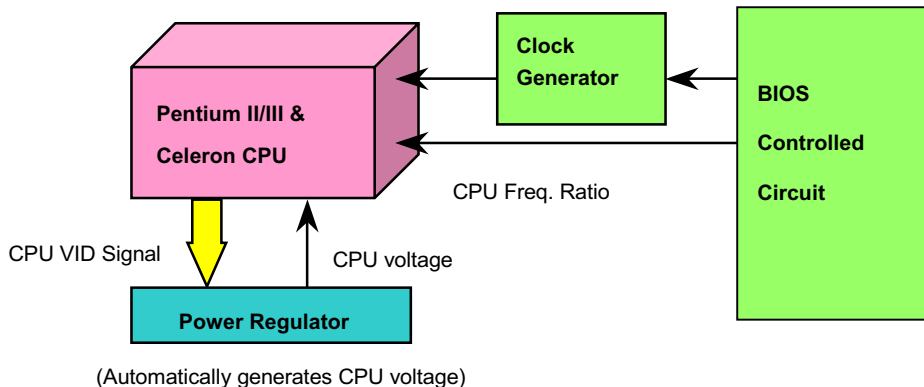 Clock
Generator
BIOS
Controlled
Circuit
Pentium II/III &
Celeron CPU
CPU Freq. Ratio
CPU VID Signal
CPU voltage
Power Regulator
(Automatically generates CPU voltage)